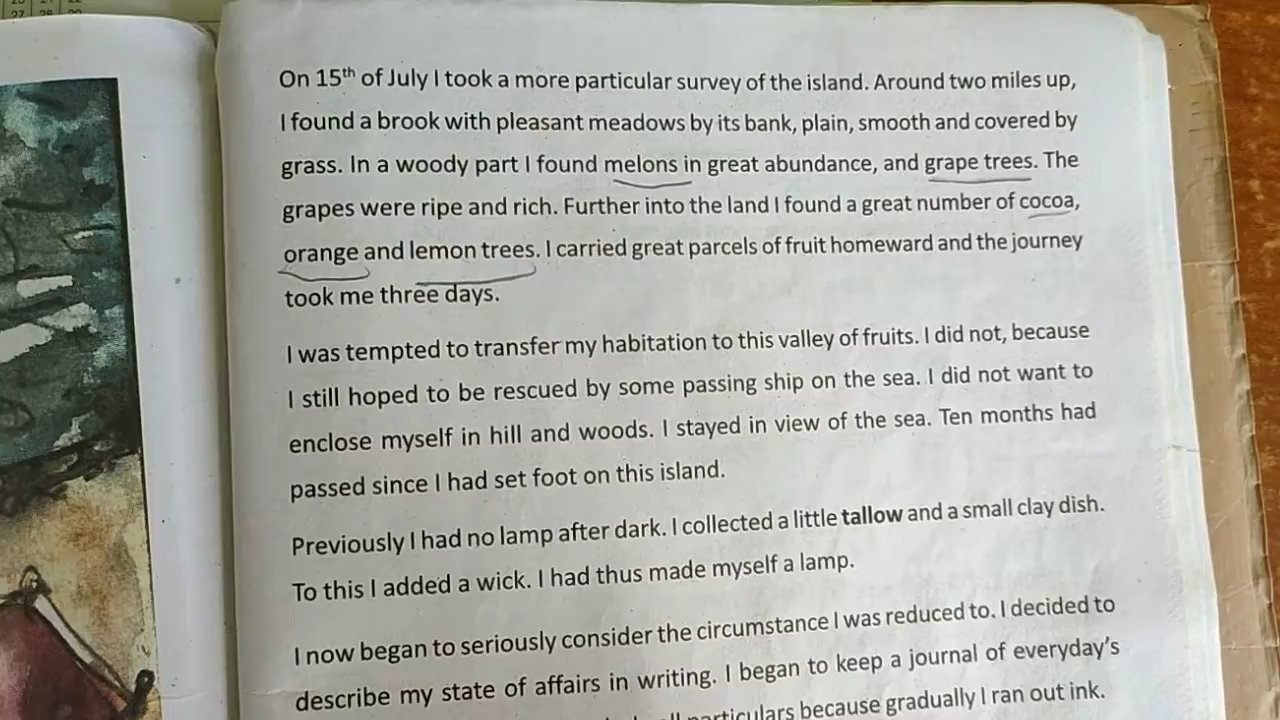 27 28 29
On 15th of July I took a more particular survey of the island. Around two miles up,
I found a brook with pleasant meadows by its bank, plain, smooth and covered by
grass. In a woody part I found melons in great abundance, and grape trees. The
grapes were ripe and rich. Further into the land I found a great number of cocoa,
orange and lemon trees. I carried great parcels of fruit homeward and the journey
took me three days.
I was tempted to transfer my habitation to this valley of fruits. I did not, because
I still hoped to be rescued by some passing ship on the sea. I did not want to
enclose myself in hill and woods. I stayed in view of the sea. Ten months had
passed since I had set foot on this island.
Previously I had no lamp after dark. I collected a little tallow and a small clay dish.
To this I added a wick. I had thus made myself a lamp.
I now began to seriously consider the circumstance I was reduced to. I decided to
describe my state of affairs in writing. I began to keep a journal of everyday's
particulars because gradually I ran out ink.